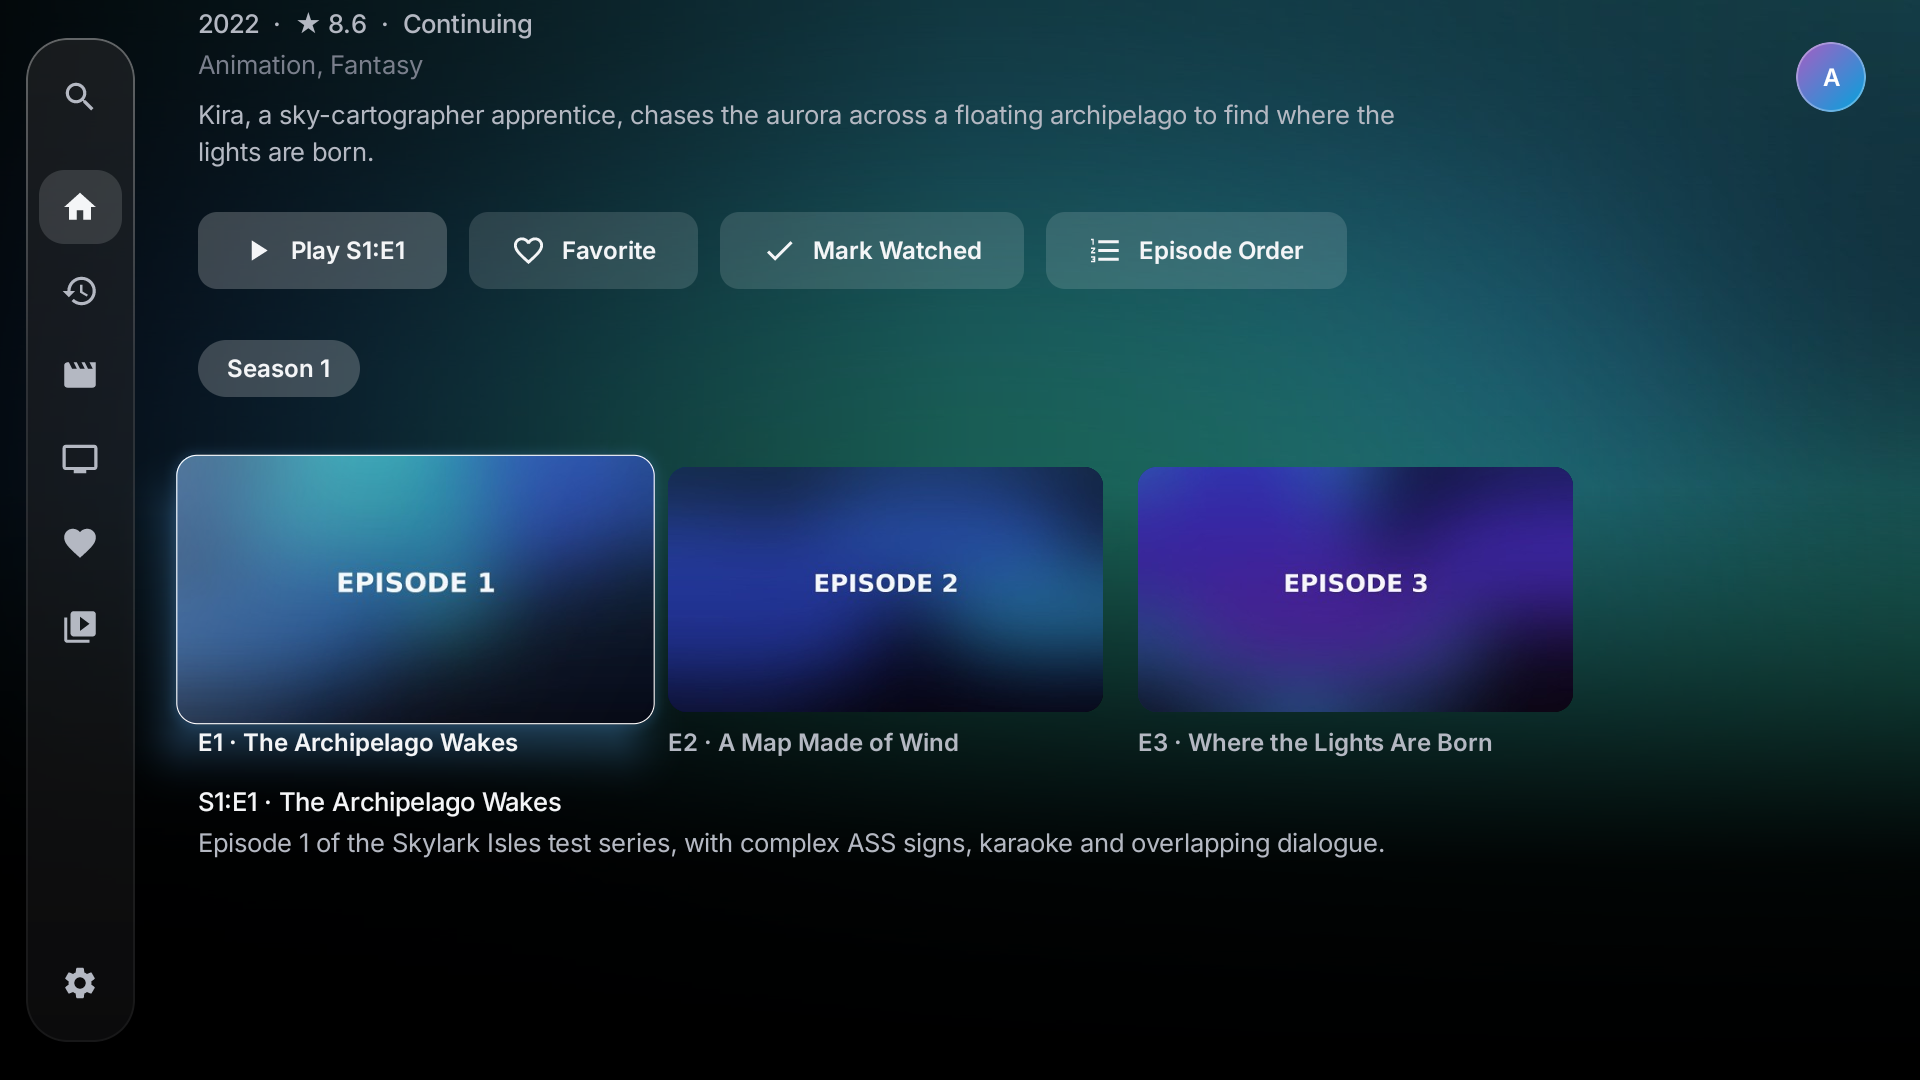 2022 · ★ 8.6 · Continuing
Animation, Fantasy
A
Kira, a sky-cartographer apprentice, chases the aurora across a floating archipelago to find where the
lights are born.
Play S1:E1
Favorite
Mark Watched
Episode Order
Season 1
EPISODE 1
EPISODE 2
EPISODE 3
E1 · The Archipelago Wakes
E2 · A Map Made of Wind
E3 · Where the Lights Are Born
S1:E1 · The Archipelago Wakes
Episode 1 of the Skylark Isles test series, with complex ASS signs, karaoke and overlapping dialogue.